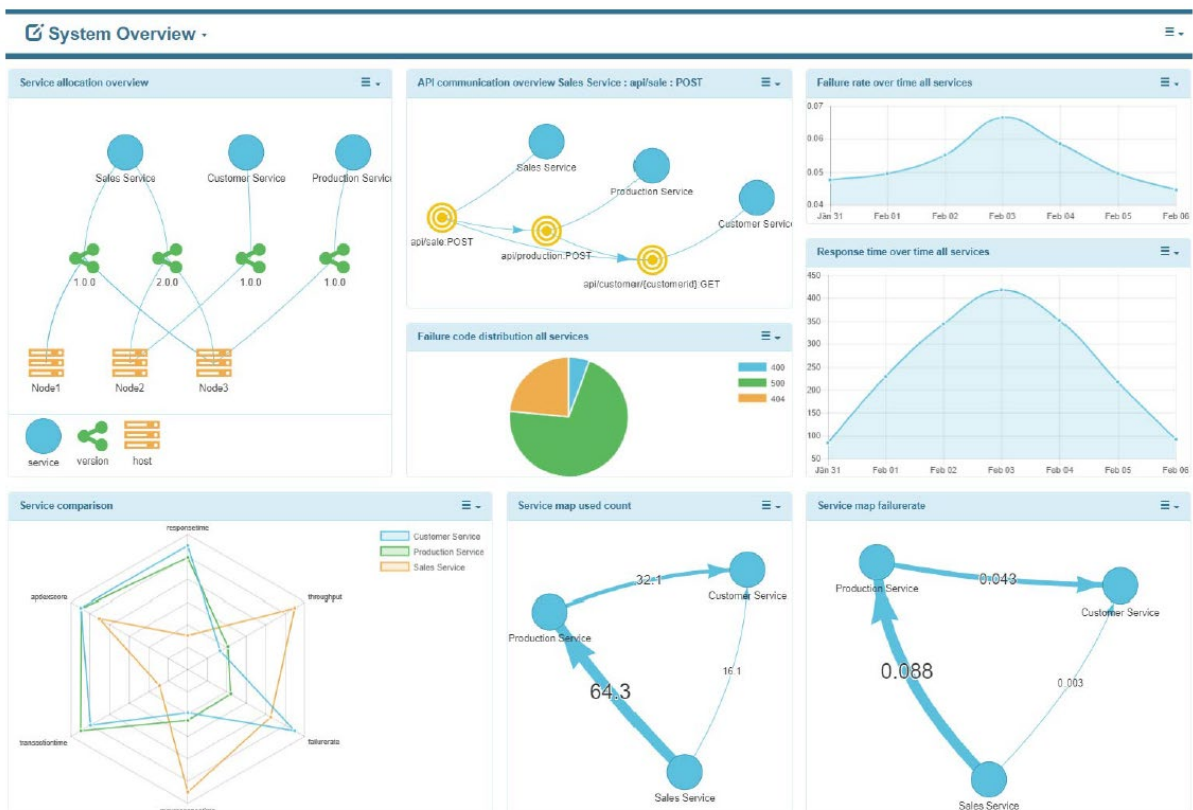 System Overview
Service allocation overview
Sales Service
Customer Service
Production Servic
1.0.0
2.0.0
1.0.0
1.0.0
Node1
Node2
Node3
service
version
host
API communication overview Sales Service : api/sale : POST
Sales Service
Production Service
Customer Servic
api/sale:POST
api/production:POST
api/customer/{customerid}:GET
Failure code distribution all services
400
500
404
Failure rate over time all services
0.07
0.06
0.05
0.04
Jan 31
Feb 01
Feb 02
Feb 03
Feb 04
Feb 05
Feb 06
Response time over time all services
450
400
350
300
250
200
150
100
50
Jan 31
Feb 01
Feb 02
Feb 03
Feb 04
Feb 05
Feb 06
Service comparison
responsetime
Customer Service
Production Service
Sales Service
apdexscore
throughput
transactiontime
failurerate
Service map used count
32.1
Customer Service
Production Service
16.1
64.3
Sales Service
Service map failurerate
0.043
Production Service
Customer Service
0.088
0.003
Sales Service